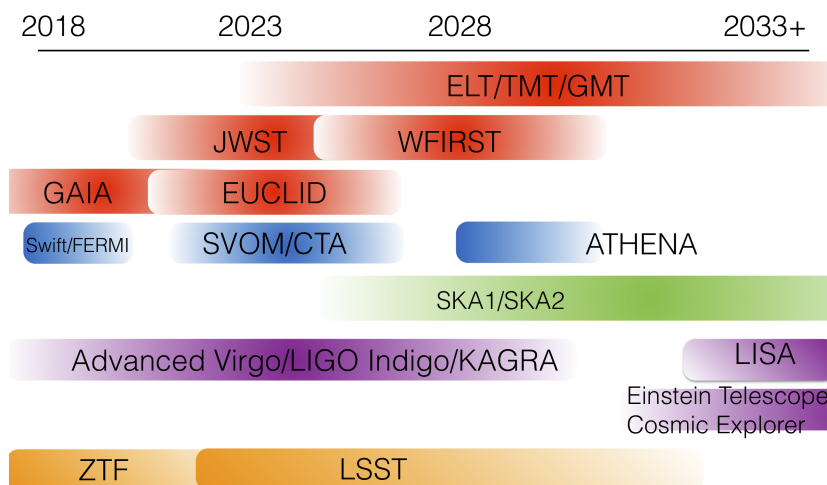 2018 2023 2028 2033+
ELT/TMT/GMT
JWST WFIRST
GAIA EUCLID
Swift/FERMI SVOM/CTA ATHENA
SKA1/SKA2
Advanced Virgo/LIGO Indigo/KAGRA LISA
Einstein Telescope
Cosmic Explorer
ZTF LSST